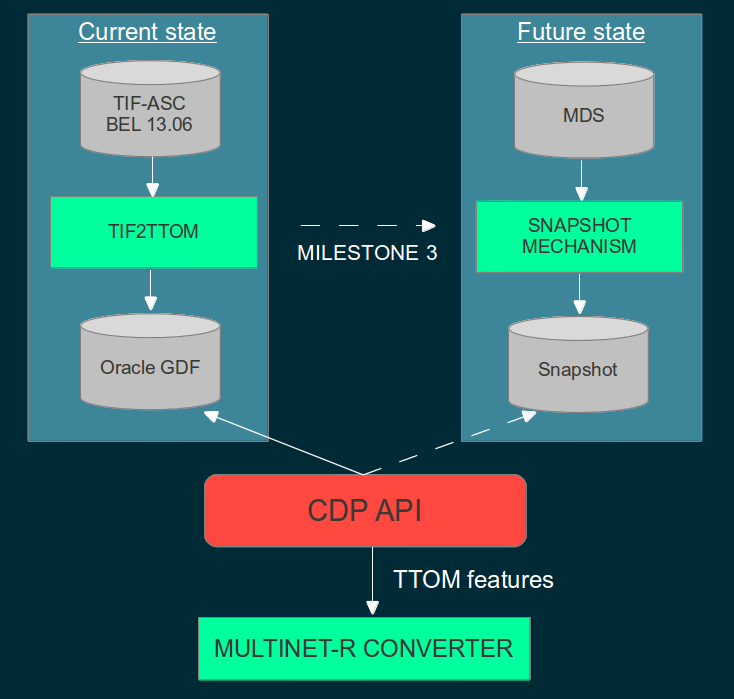 Current state
TIF-ASC
BEL 13.06
TIF2TTOM
Oracle GDF
MILESTONE 3
Future state
MDS
SNAPSHOT
MECHANISM
Snapshot
CDP API
TTOM features
MULTINET-R CONVERTER